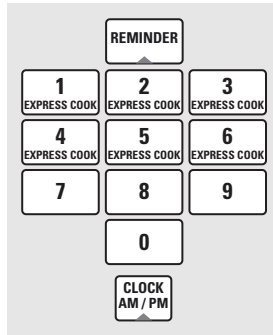 REMINDER
1 2 3
EXPRESS COOK EXPRESS COOK EXPRESS COOK
4 5 6
EXPRESS COOK EXPRESS COOK EXPRESS COOK
7 8 9
0
CLOCK
AM / PM